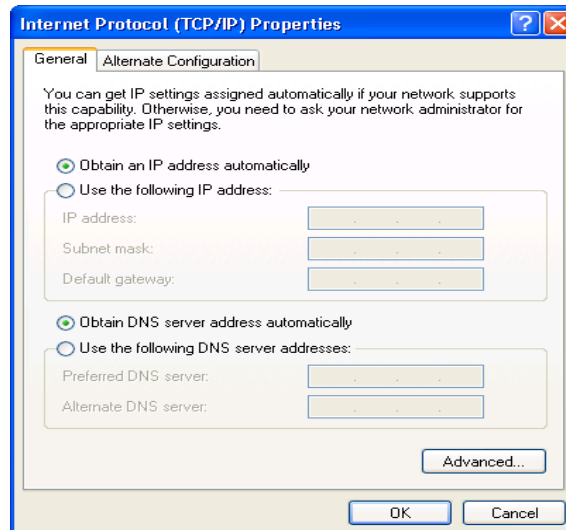 Internet Protocol (TCP/IP) Properties
General Alternate Configuration
You can get IP settings assigned automatically if your network supports
this capability. Otherwise, you need to ask your network administrator for
the appropriate IP settings.
Obtain an IP address automatically
Use the following IP address:
IP address:
Subnet mask:
Default gateway:
Obtain DNS server address automatically
Use the following DNS server addresses:
Preferred DNS server:
Alternate DNS server:
Advanced...
OK Cancel